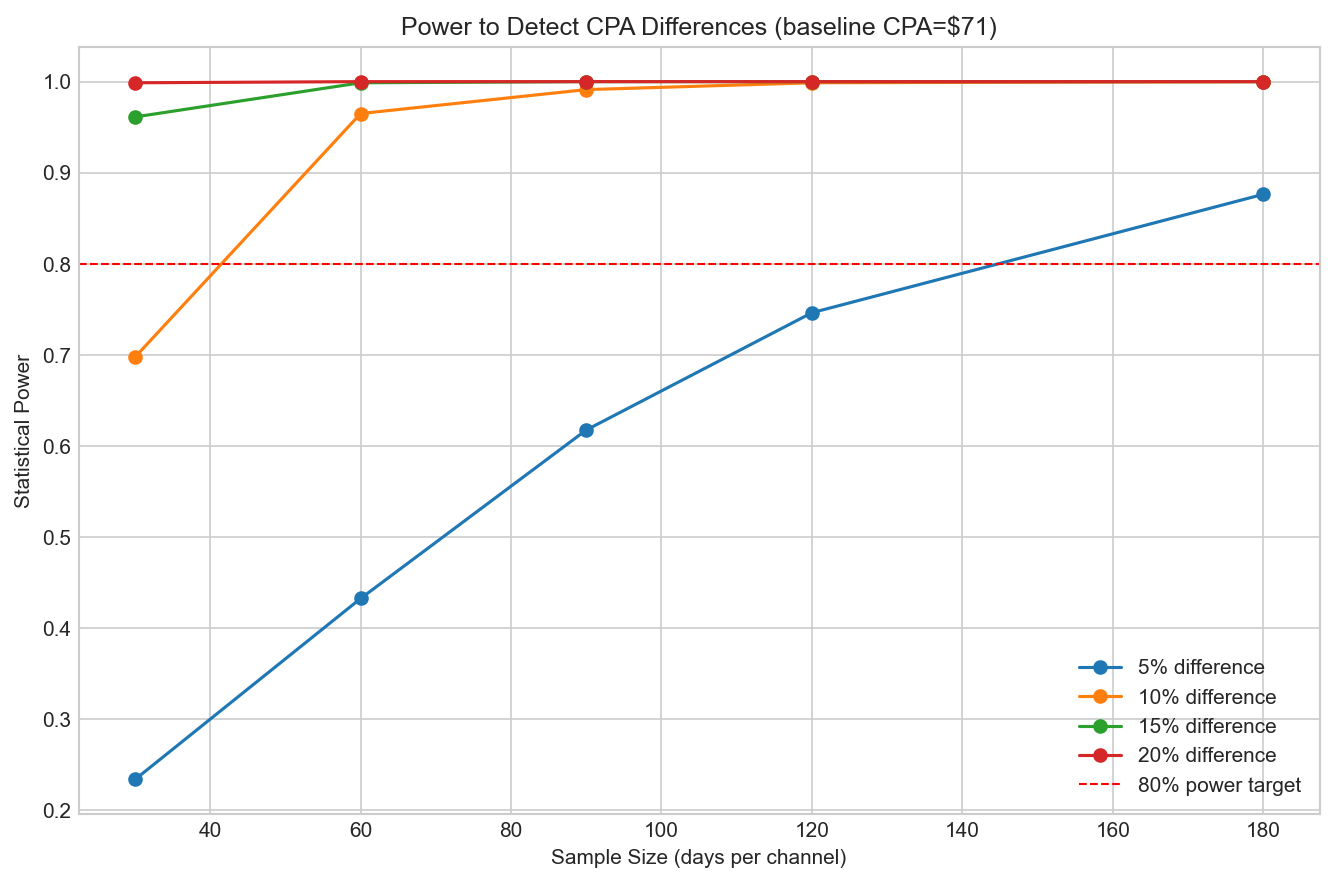 Power to Detect CPA Differences (baseline CPA=$71)
Statistical Power
1.0
0.9
0.8
0.7
0.6
0.5
0.4
0.3
0.2
5% difference
10% difference
15% difference
20% difference
80% power target
40 60 80 100 120 140 160 180
Sample Size (days per channel)